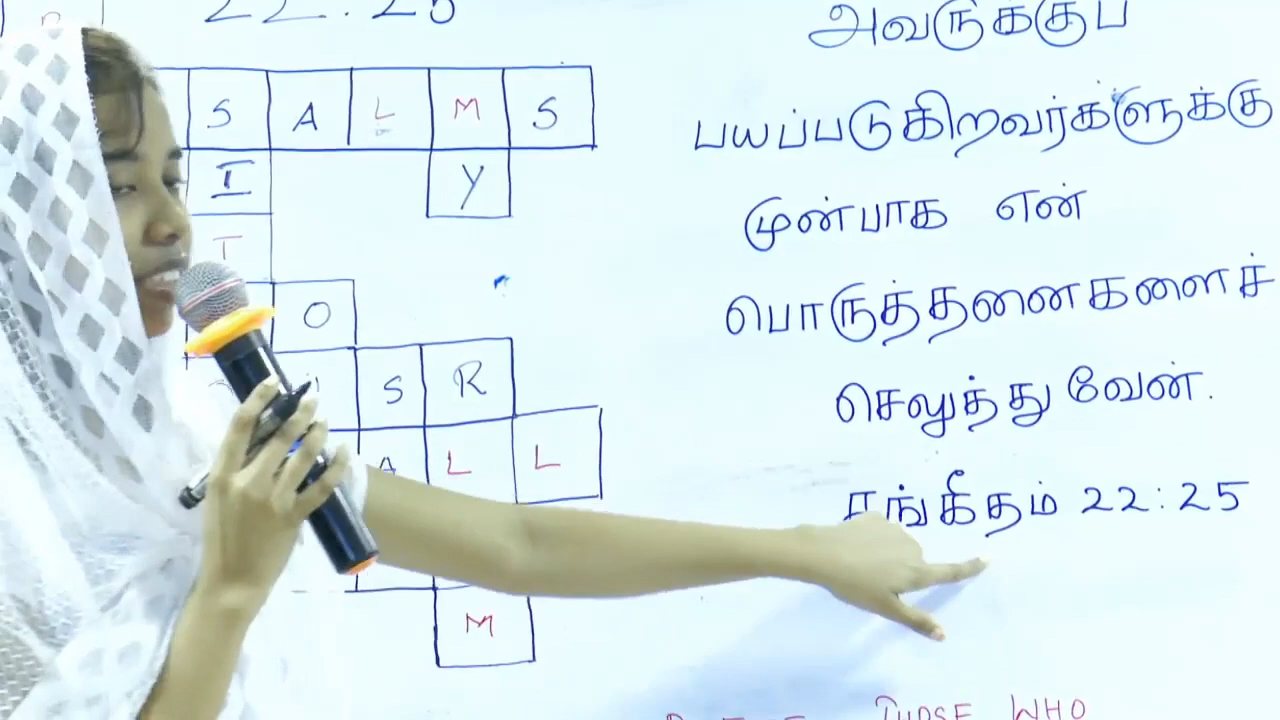 22:25
S A L M S
I Y
T
O
S R
A L L
M
அவருக்குப்
பயப்படுகிறவர்களுக்கு
முன்பாக என்
பொருத்தனைகளைச்
செலுத்து வேன்.
சங்கீதம் 22:25
THOSE WHO